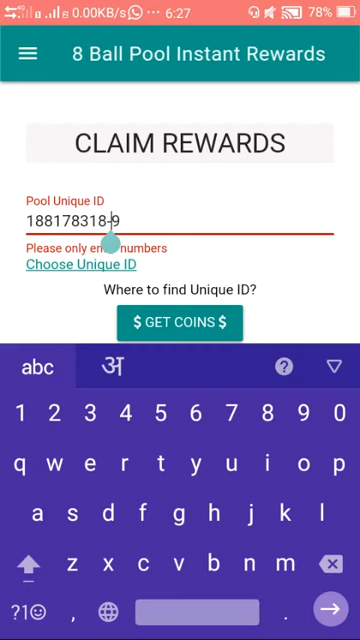 4G 0.00KB/s ... 6:27 78%
8 Ball Pool Instant Rewards
CLAIM REWARDS
Pool Unique ID
188178318-9
Please only en numbers
Choose Unique ID
Where to find Unique ID?
$ GET COINS $
abc अ ?
1 2 3 4 5 6 7 8 9 0
q w e r t y u i o p
a s d f g h j k l
z x c v b n m
?1☺ , .